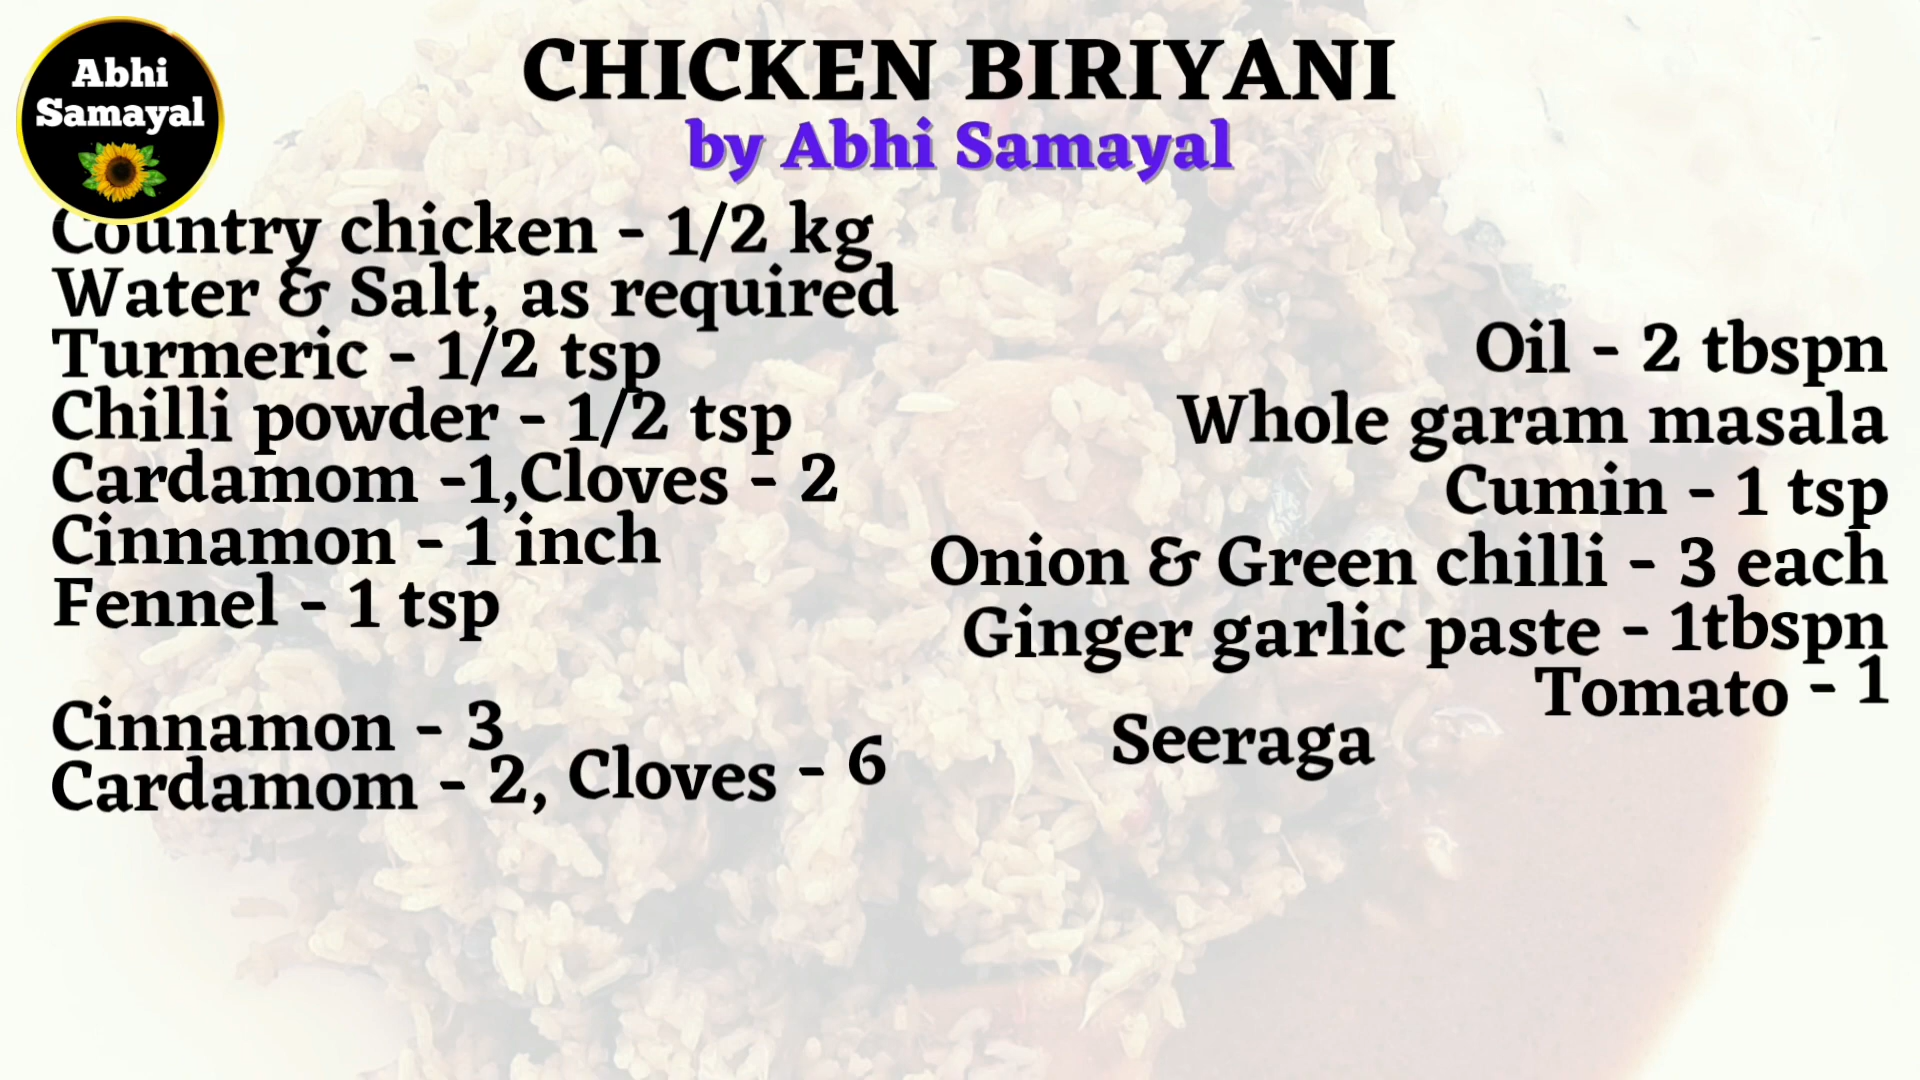 Abhi
Samayal
CHICKEN BIRIYANI
by Abhi Samayal
Country chicken - 1/2 kg
Water & Salt, as required
Turmeric - 1/2 tsp
Chilli powder - 1/2 tsp
Cardamom -1,Cloves - 2
Cinnamon - 1 inch
Fennel - 1 tsp
Cinnamon - 3
Cardamom - 2, Cloves - 6
Oil - 2 tbspn
Whole garam masala
Cumin - 1 tsp
Onion & Green chilli - 3 each
Ginger garlic paste - 1tbspn
Tomato - 1
Seeraga